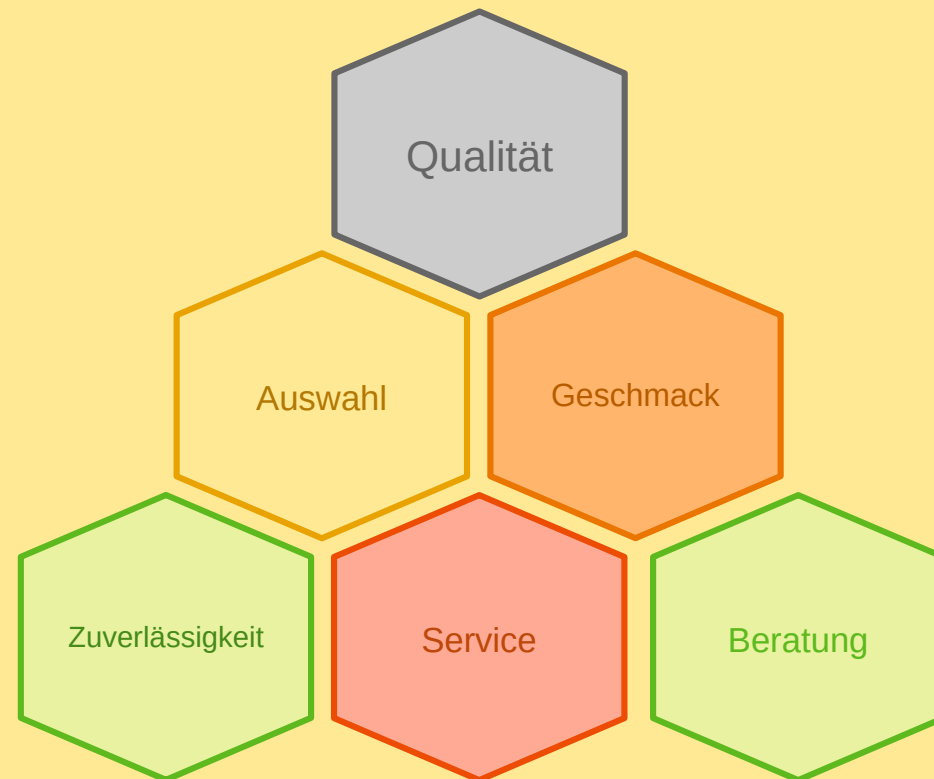 Qualität
Auswahl
Geschmack
Zuverlässigkeit
Service
Beratung